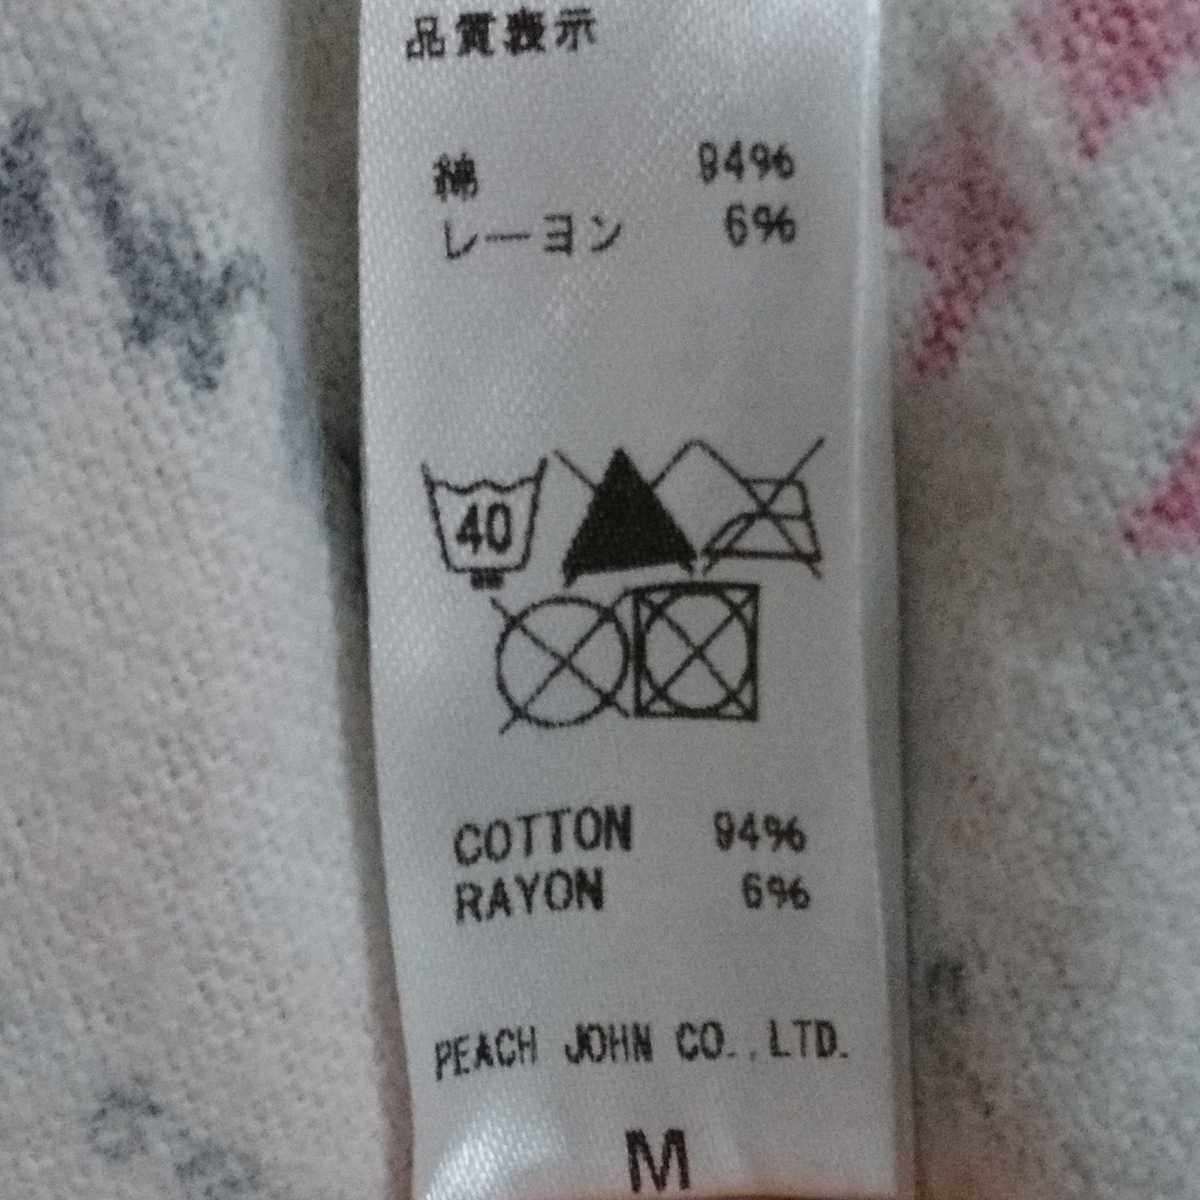 品質表示
綿 94%
レーヨン 6%
40
COTTON 94%
RAYON 6%
PEACH JOHN CO.,LTD.
M